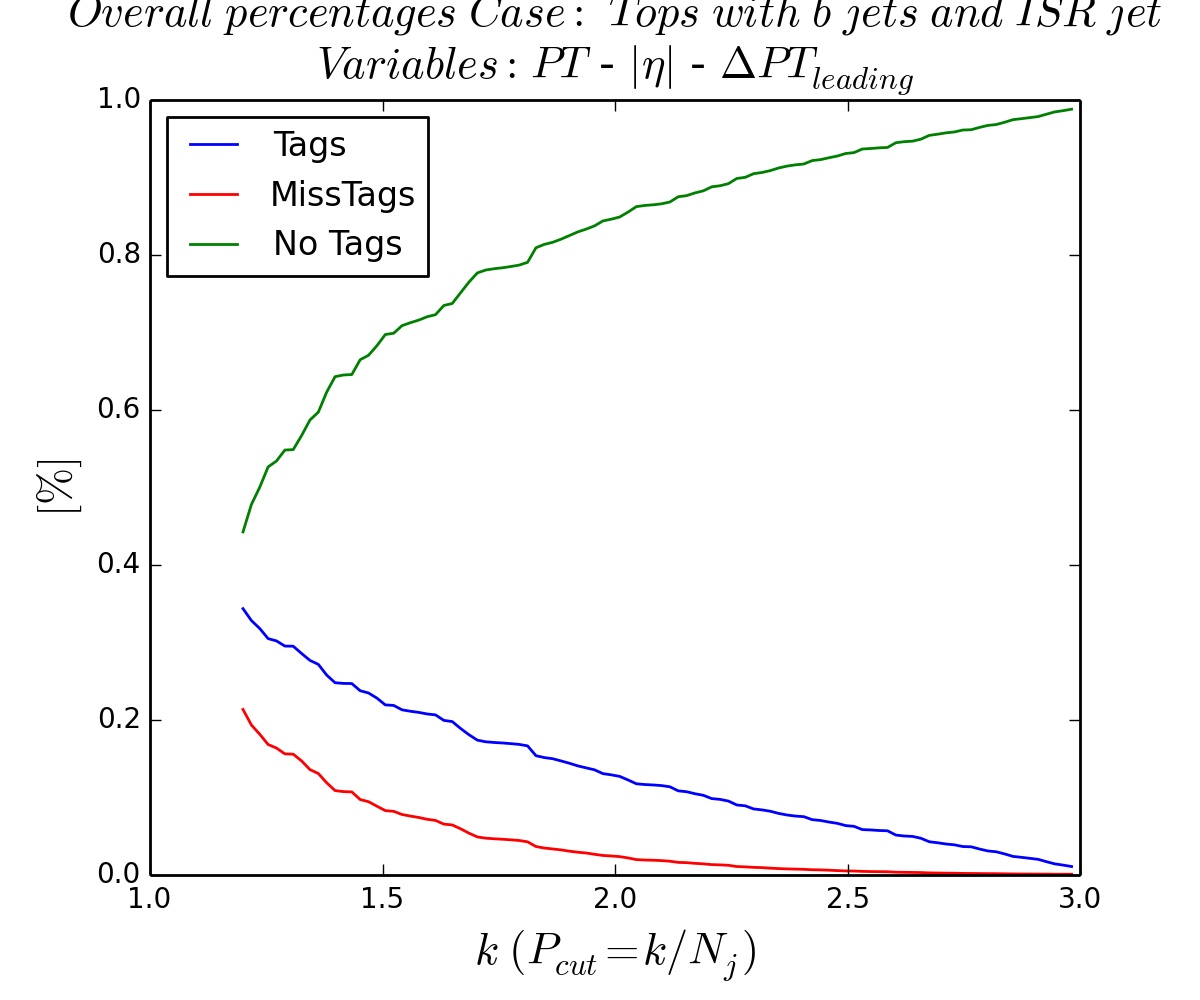 Overall percentages Case: Tops with b jets and ISR jet
Variables: PT - |η| - ΔPT_leading
1.0
0.8
0.6
0.4
0.2
0.0
[%]
Tags
MissTags
No Tags
1.0 1.5 2.0 2.5 3.0
k (P_cut = k/N_j)